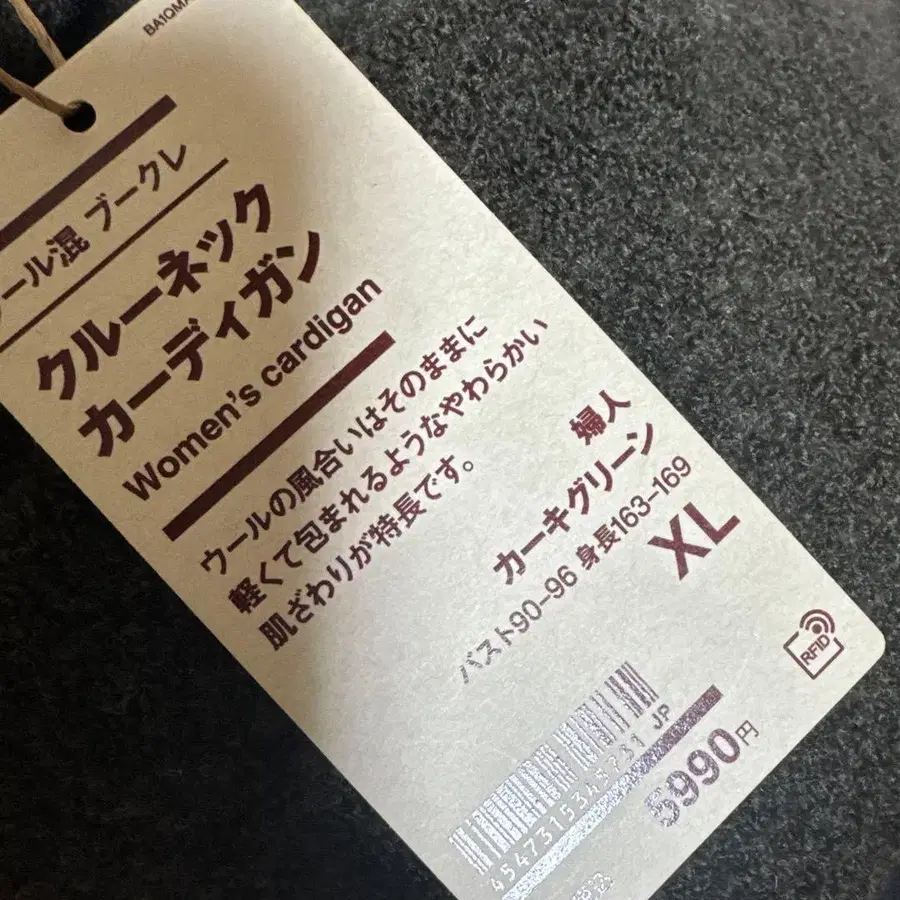 BA1QMA
ール混 ブークレ
クルーネック
カーディガン
Women's cardigan
ウールの風合いはそのままに
軽くて包まれるようなやわらかい
肌ざわりが特長です。
婦人
カーキグリーン
バスト90–96 身長163–169
XL
RFID
JP
990円